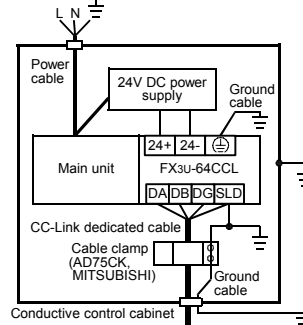 L N
Power
cable
24V DC power
supply
Ground
cable
24+ 24-
Main unit
FX3U-64CCL
DA DB DG SLD
CC-Link dedicated cable
Cable clamp
(AD75CK,
MITSUBISHI)
Ground
cable
Conductive control cabinet